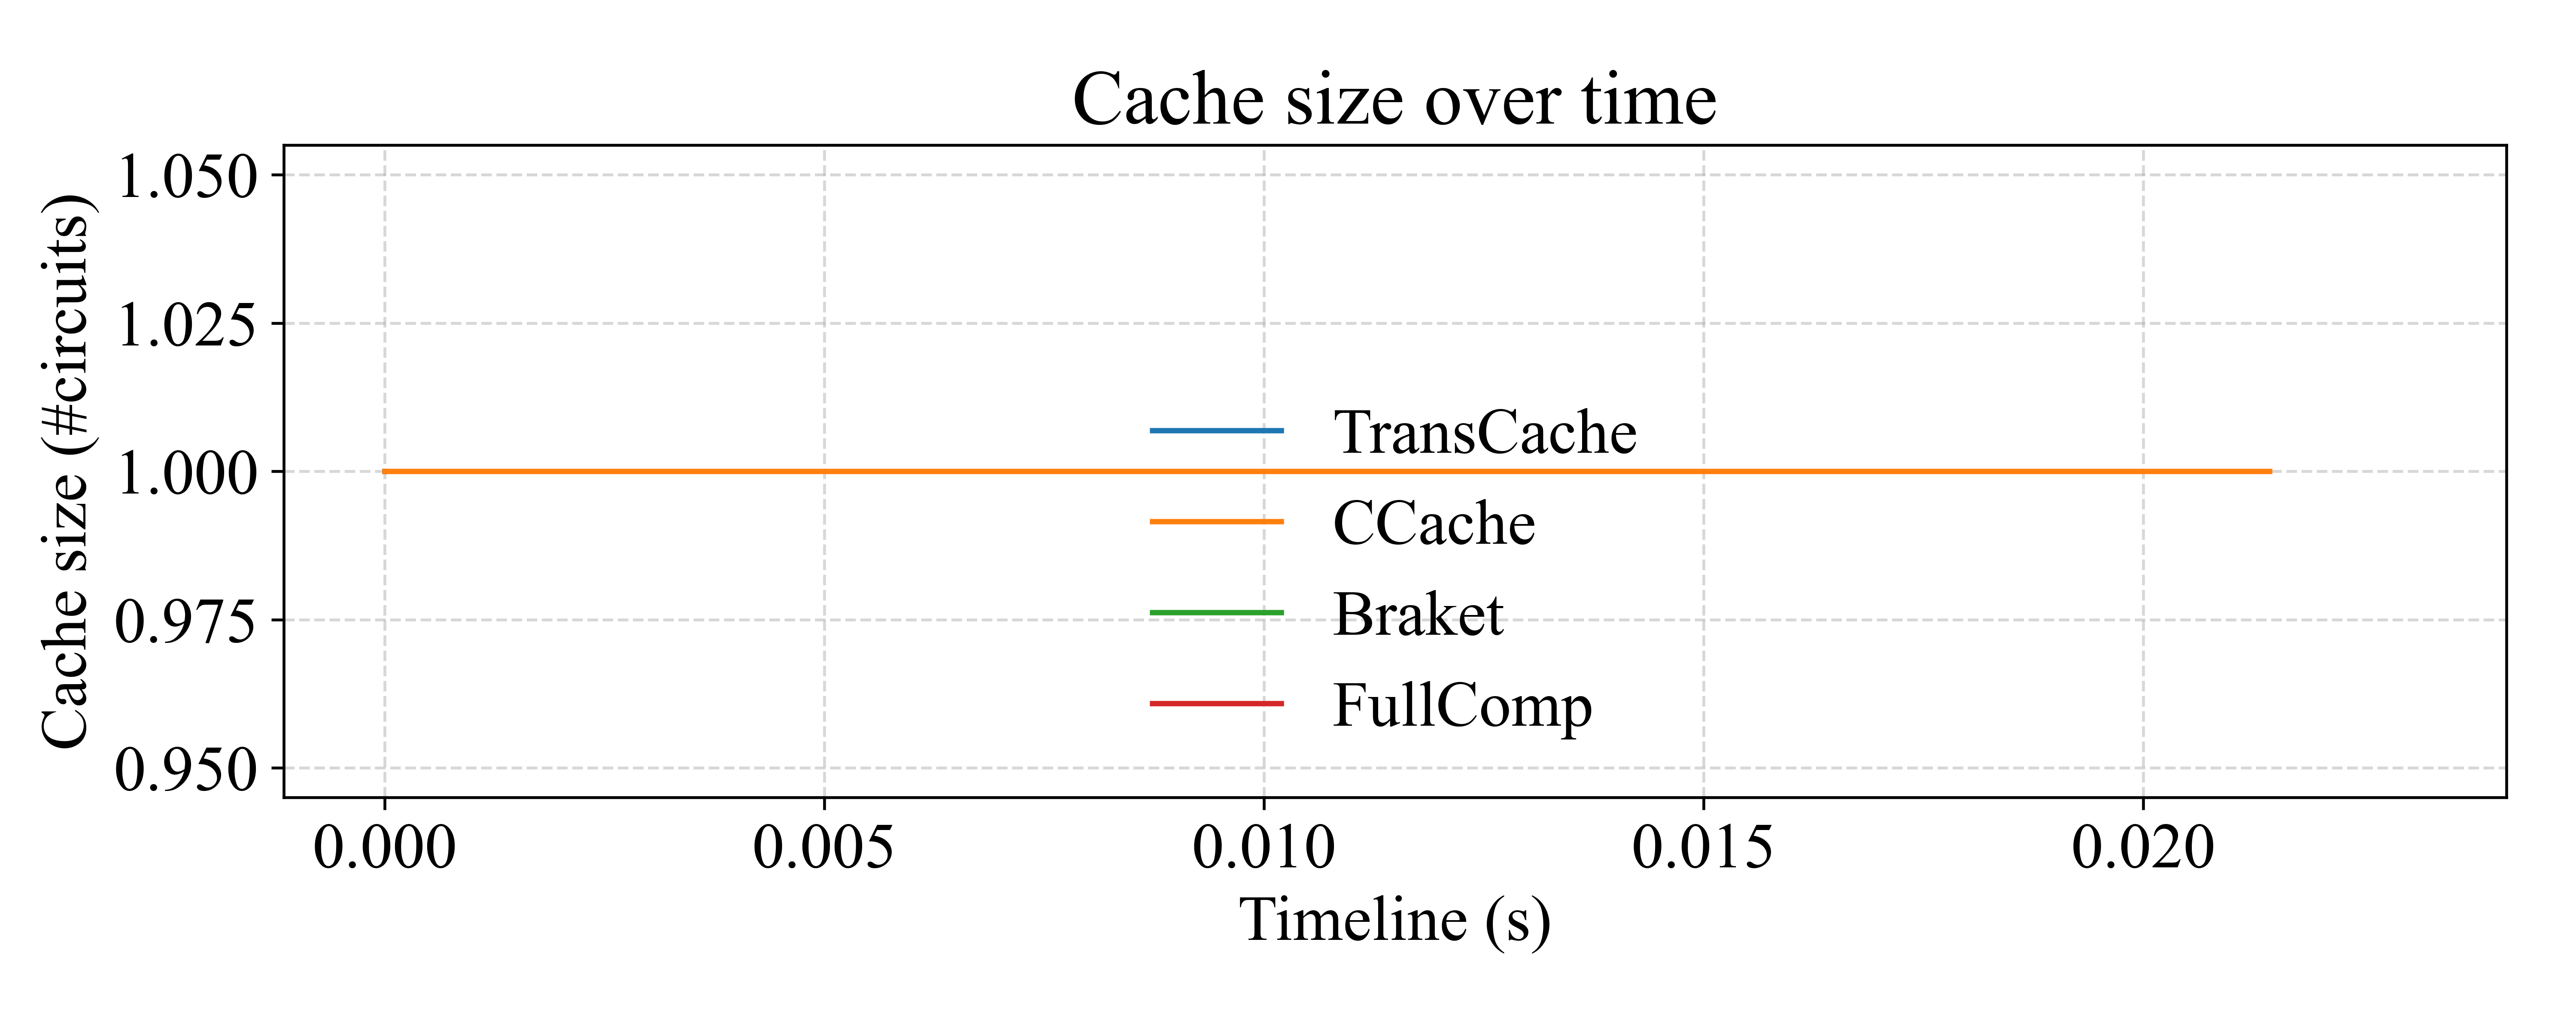 Cache size over time
Cache size (#circuits)
1.050
1.025
1.000
0.975
0.950
TransCache
CCache
Braket
FullComp
0.000 0.005 0.010 0.015 0.020
Timeline (s)